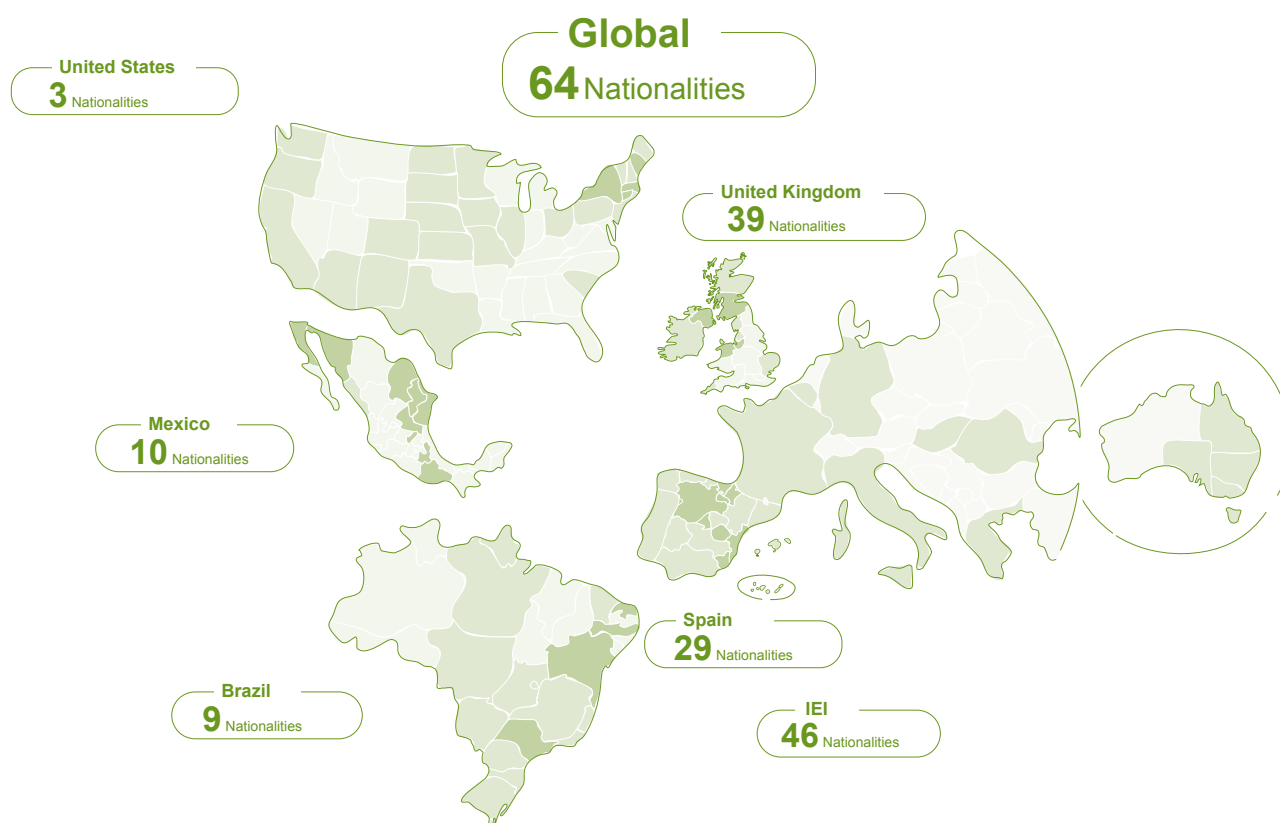 Global
64 Nationalities
United States
3 Nationalities
United Kingdom
39 Nationalities
Mexico
10 Nationalities
Spain
29 Nationalities
Brazil
9 Nationalities
IEI
46 Nationalities